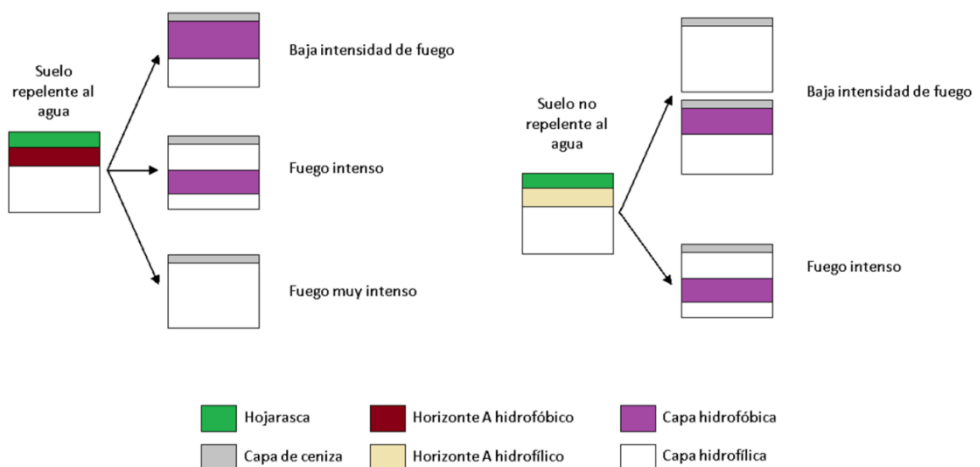 Suelo
repelente al
agua
Baja intensidad de fuego
Fuego intenso
Fuego muy intenso
Suelo no
repelente al
agua
Baja intensidad de fuego
Fuego intenso
Hojarasca
Horizonte A hidrofóbico
Capa hidrofóbica
Capa de ceniza
Horizonte A hidrofílico
Capa hidrofílica